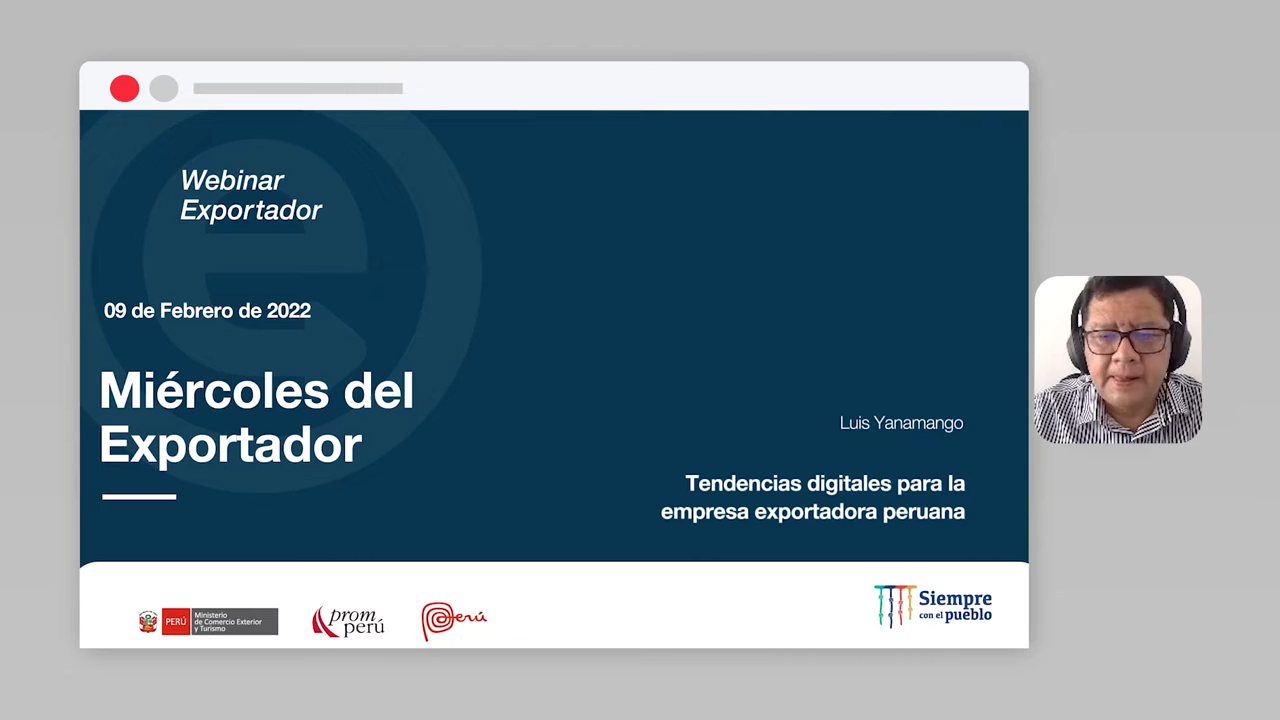 Webinar
Exportador
09 de Febrero de 2022
Miércoles del
Exportador
Luis Yanamango
Tendencias digitales para la
empresa exportadora peruana
PERÚ
Ministerio
de Comercio Exterior
y Turismo
prom
perú
Perú
Siempre
con el pueblo